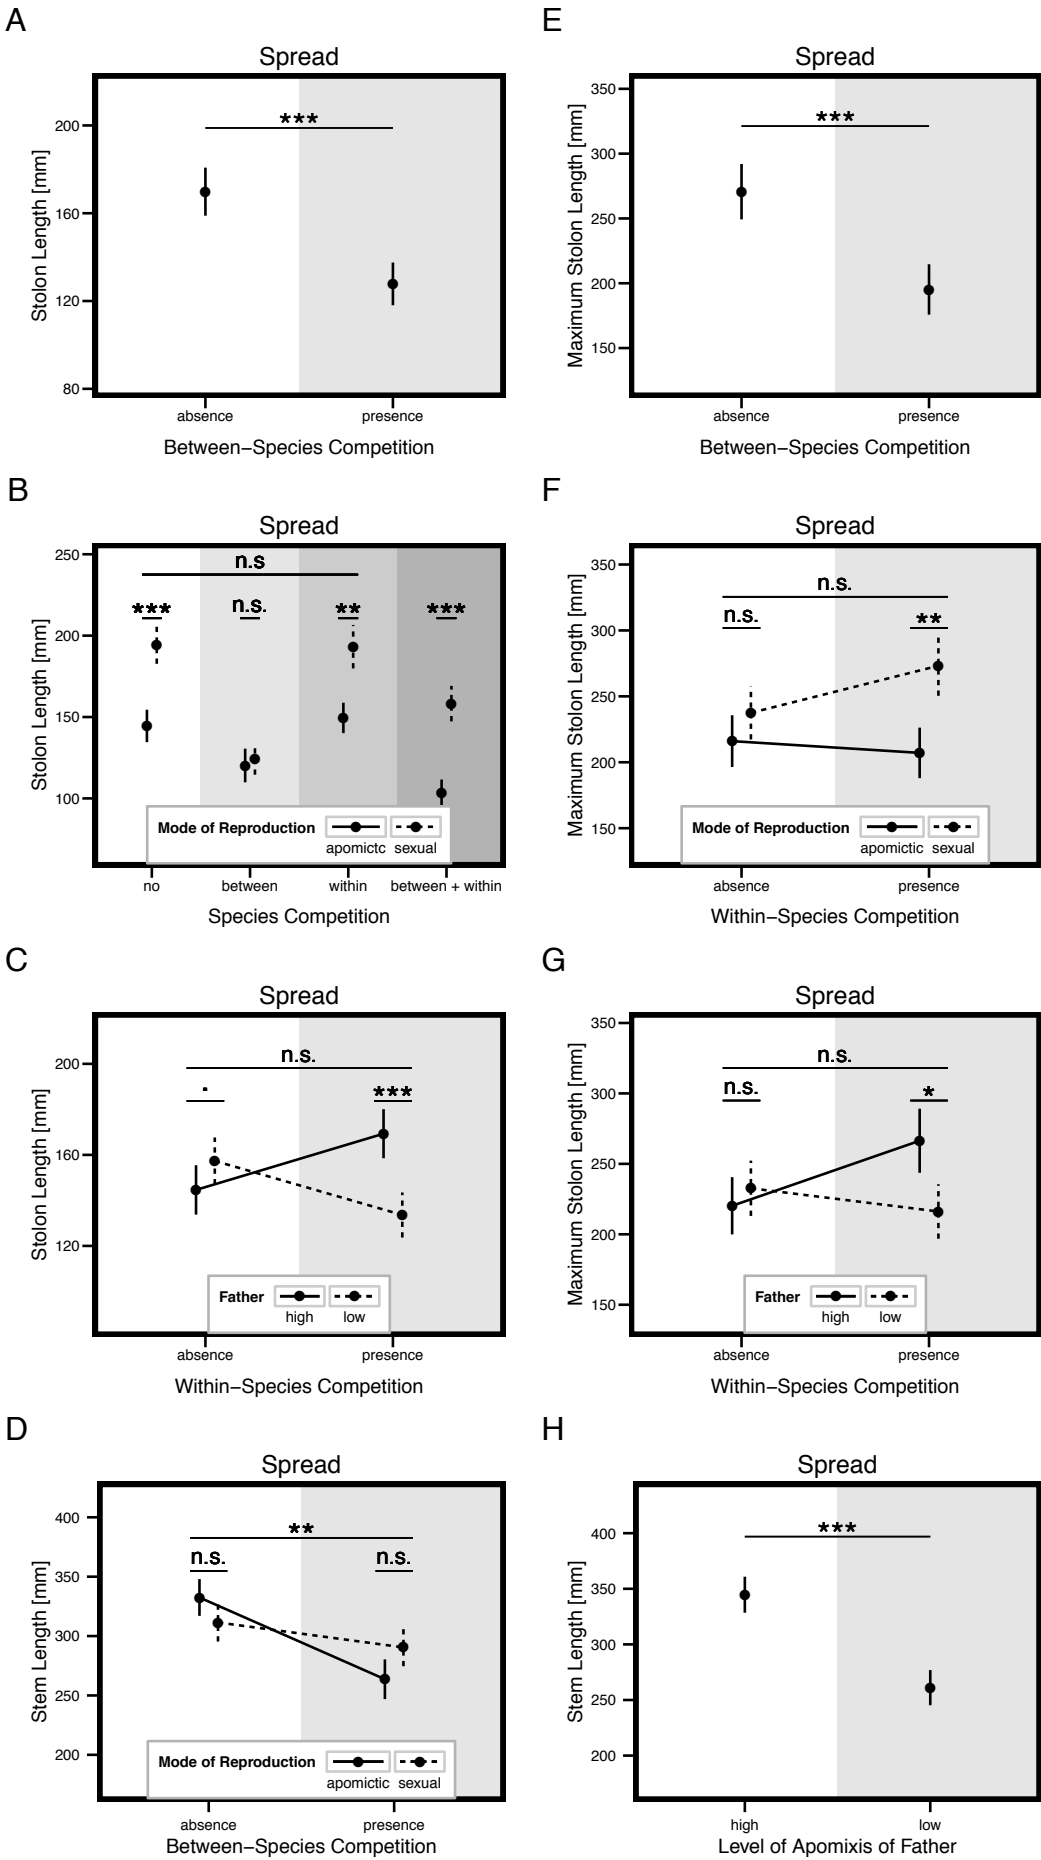 A
Spread
***
200
160
120
80
Stolon Length [mm]
absence presence
Between–Species Competition
E
Spread
***
350
300
250
200
150
Maximum Stolon Length [mm]
absence presence
Between–Species Competition
B
Spread
n.s
*** n.s. ** ***
250
200
150
100
Stolon Length [mm]
Mode of Reproduction
apomictc sexual
no between within between + within
Species Competition
F
Spread
n.s.
n.s. **
350
300
250
200
150
Maximum Stolon Length [mm]
Mode of Reproduction
apomictic sexual
absence presence
Within–Species Competition
C
Spread
n.s.
. ***
200
160
120
Stolon Length [mm]
Father
high low
absence presence
Within–Species Competition
G
Spread
n.s.
n.s. *
350
300
250
200
150
Maximum Stolon Length [mm]
Father
high low
absence presence
Within–Species Competition
D
Spread
**
n.s. n.s.
400
350
300
250
200
Stem Length [mm]
Mode of Reproduction
apomictic sexual
absence presence
Between–Species Competition
H
Spread
***
400
350
300
250
200
Stem Length [mm]
high low
Level of Apomixis of Father